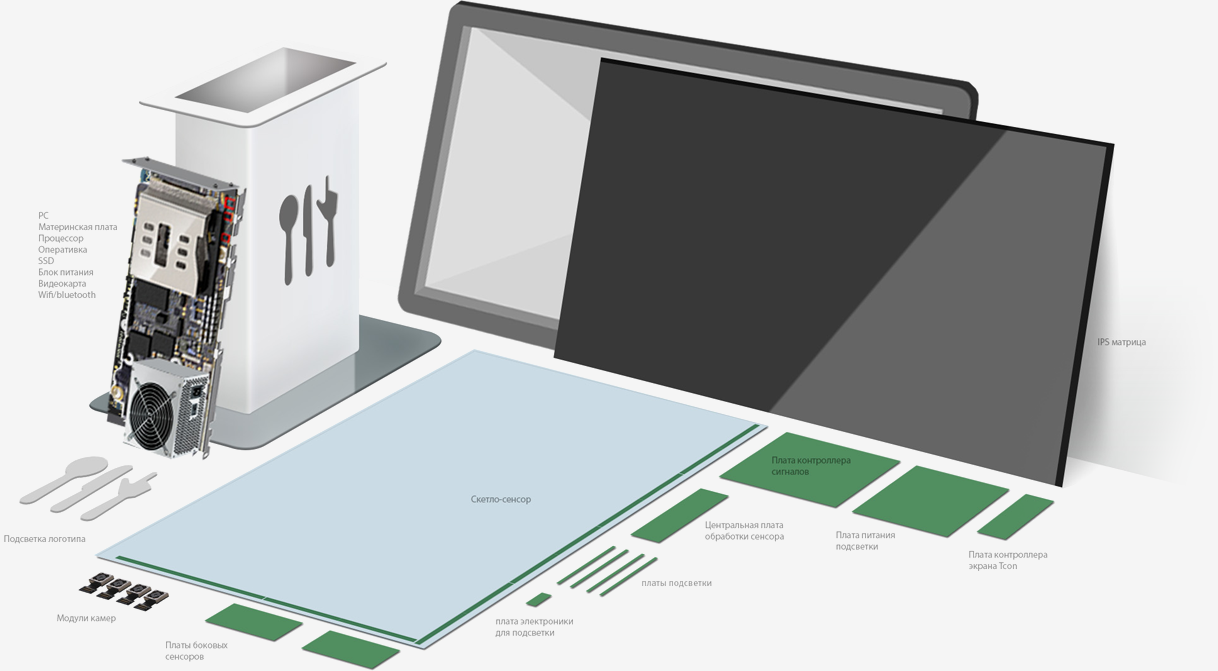 PC
Материнская плата
Процессор
Оперативка
SSD
Блок питания
Видеокарта
Wifi/bluetooth
IPS матрица
Плата контроллера
сигналов
Скетло-сенсор
Центральная плата
обработки сенсора
Плата питания
подсветки
Плата контроллера
экрана Tcon
Подсветка логотипа
платы подсветки
Модули камер
плата электроники
для подсветки
Платы боковых
сенсоров